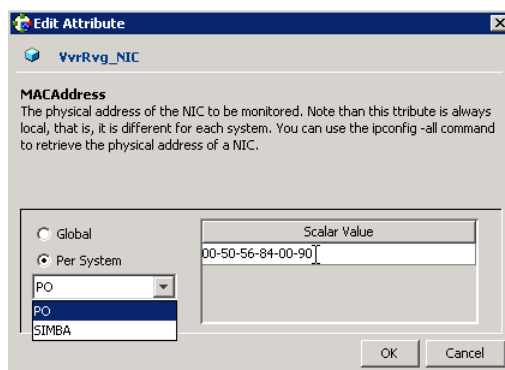 Edit Attribute
VvrRvg_NIC
MACAddress
The physical address of the NIC to be monitored. Note than this ttribute is always
local, that is, it is different for each system. You can use the ipconfig -all command
to retrieve the physical address of a NIC.
Global
Per System
PO
PO
SIMBA
Scalar Value
00-50-56-84-00-90
OK
Cancel